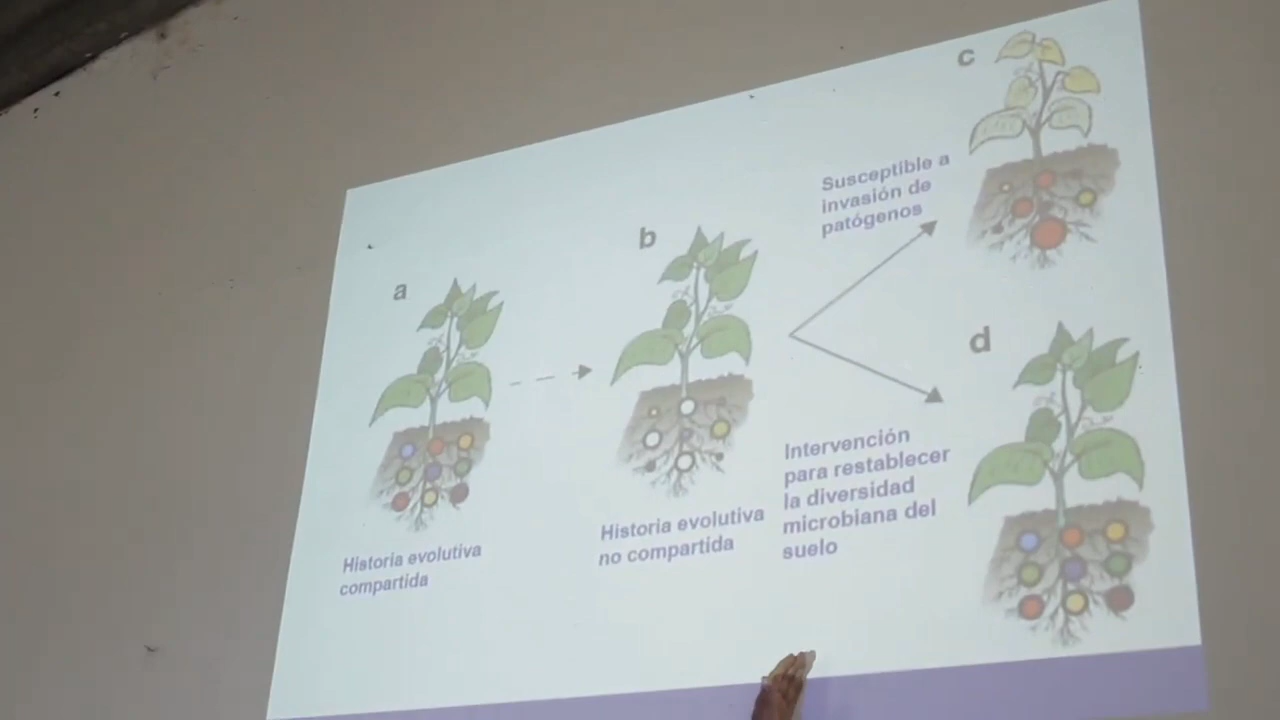 a
Historia evolutiva
compartida
b
Historia evolutiva
no compartida
Susceptible a
invasión de
patógenos
Intervención
para restablecer
la diversidad
microbiana del
suelo
c
d